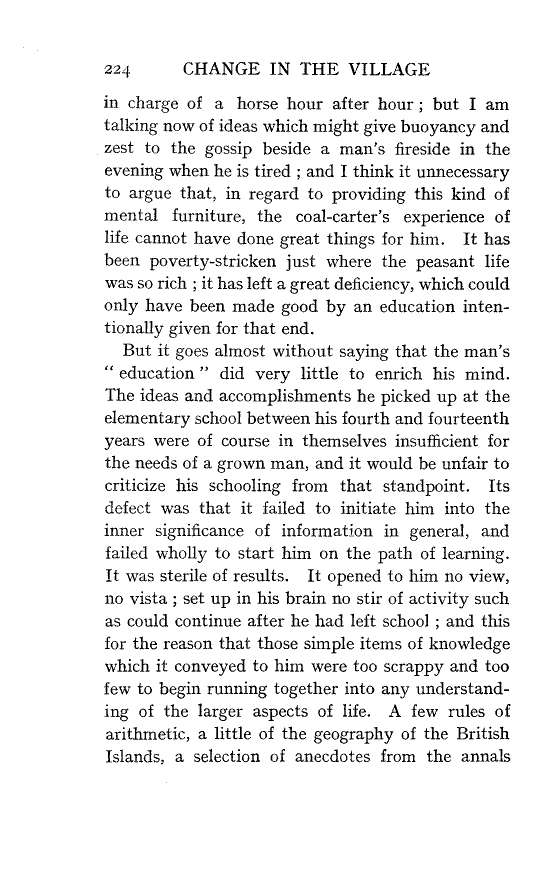 224 CHANGE IN THE VILLAGE
in charge of a horse hour after hour ; but I am
talking now of ideas which might give buoyancy and
zest to the gossip beside a man's fireside in the
evening when he is tired ; and I think it unnecessary
to argue that, in regard to providing this kind of
mental furniture, the coal-carter's experience of
life cannot have done great things for him. It has
been poverty-stricken just where the peasant life
was so rich ; it has left a great deficiency, which could
only have been made good by an education inten-
tionally given for that end.
But it goes almost without saying that the man's
“ education ” did very little to enrich his mind.
The ideas and accomplishments he picked up at the
elementary school between his fourth and fourteenth
years were of course in themselves insufficient for
the needs of a grown man, and it would be unfair to
criticize his schooling from that standpoint. Its
defect was that it failed to initiate him into the
inner significance of information in general, and
failed wholly to start him on the path of learning.
It was sterile of results. It opened to him no view,
no vista ; set up in his brain no stir of activity such
as could continue after he had left school ; and this
for the reason that those simple items of knowledge
which it conveyed to him were too scrappy and too
few to begin running together into any understand-
ing of the larger aspects of life. A few rules of
arithmetic, a little of the geography of the British
Islands, a selection of anecdotes from the annals